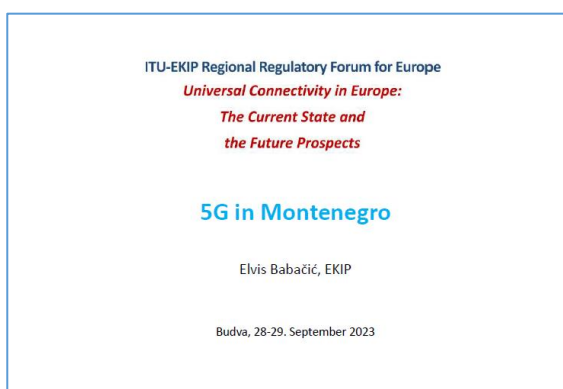 ITU-EKIP Regional Regulatory Forum for Europe
Universal Connectivity in Europe:
The Current State and
the Future Prospects
5G in Montenegro
Elvis Babačić, EKIP
Budva, 28-29. September 2023